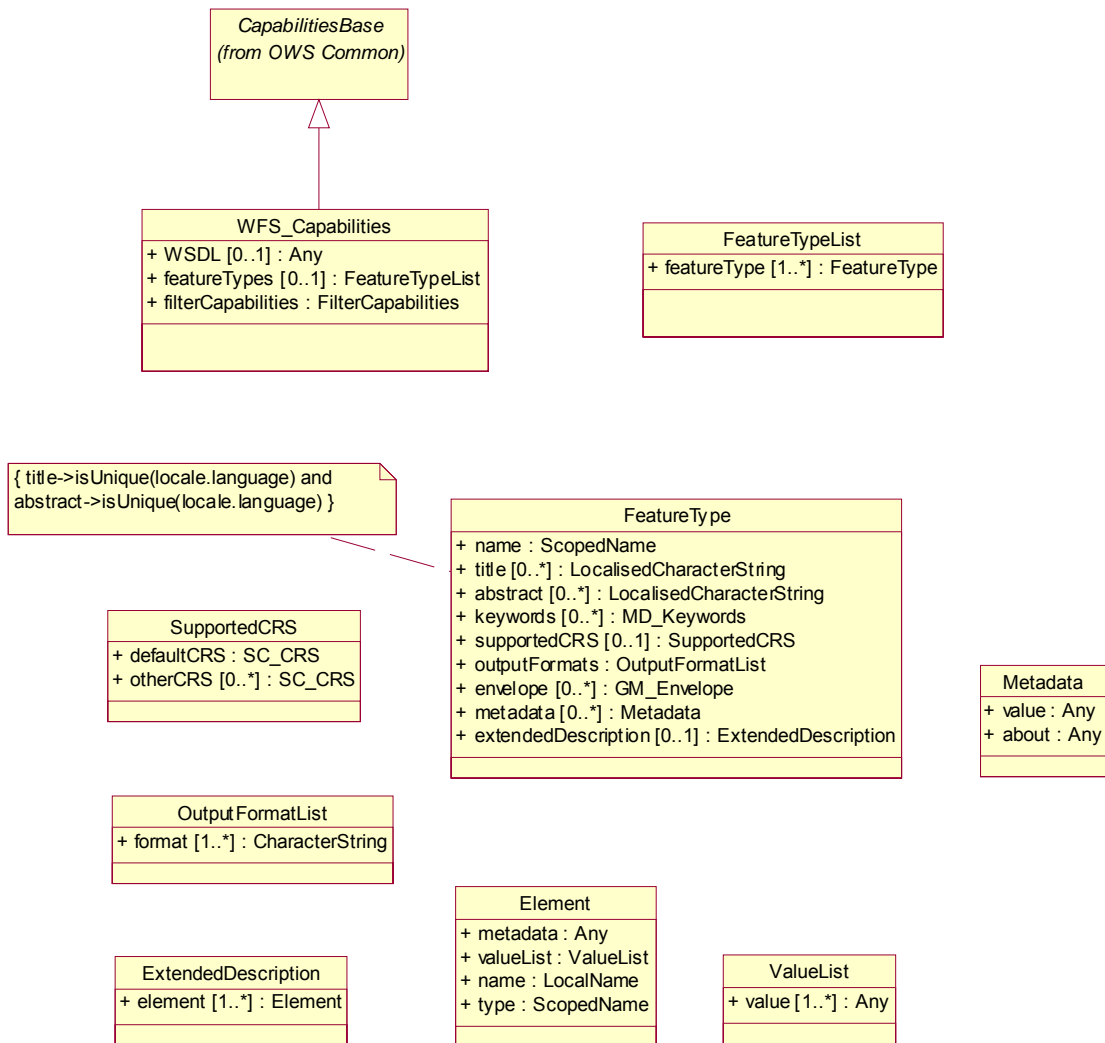 CapabilitiesBase
(from OWS Common)
WFS_Capabilities
+ WSDL [0..1] : Any
+ featureTypes [0..1] : FeatureTypeList
+ filterCapabilities : FilterCapabilities
FeatureTypeList
+ featureType [1..*] : FeatureType
{ title->isUnique(locale.language) and
abstract->isUnique(locale.language) }
FeatureType
+ name : ScopedName
+ title [0..*] : LocalisedCharacterString
+ abstract [0..*] : LocalisedCharacterString
+ keywords [0..*] : MD_Keywords
+ supportedCRS [0..1] : SupportedCRS
+ outputFormats : OutputFormatList
+ envelope [0..*] : GM_Envelope
+ metadata [0..*] : Metadata
+ extendedDescription [0..1] : ExtendedDescription
SupportedCRS
+ defaultCRS : SC_CRS
+ otherCRS [0..*] : SC_CRS
Metadata
+ value : Any
+ about : Any
OutputFormatList
+ format [1..*] : CharacterString
Element
+ metadata : Any
+ valueList : ValueList
+ name : LocalName
+ type : ScopedName
ExtendedDescription
+ element [1..*] : Element
ValueList
+ value [1..*] : Any